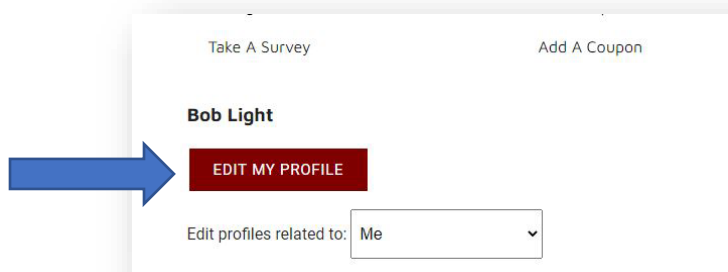 Take A Survey Add A Coupon
Bob Light
EDIT MY PROFILE
Edit profiles related to: Me